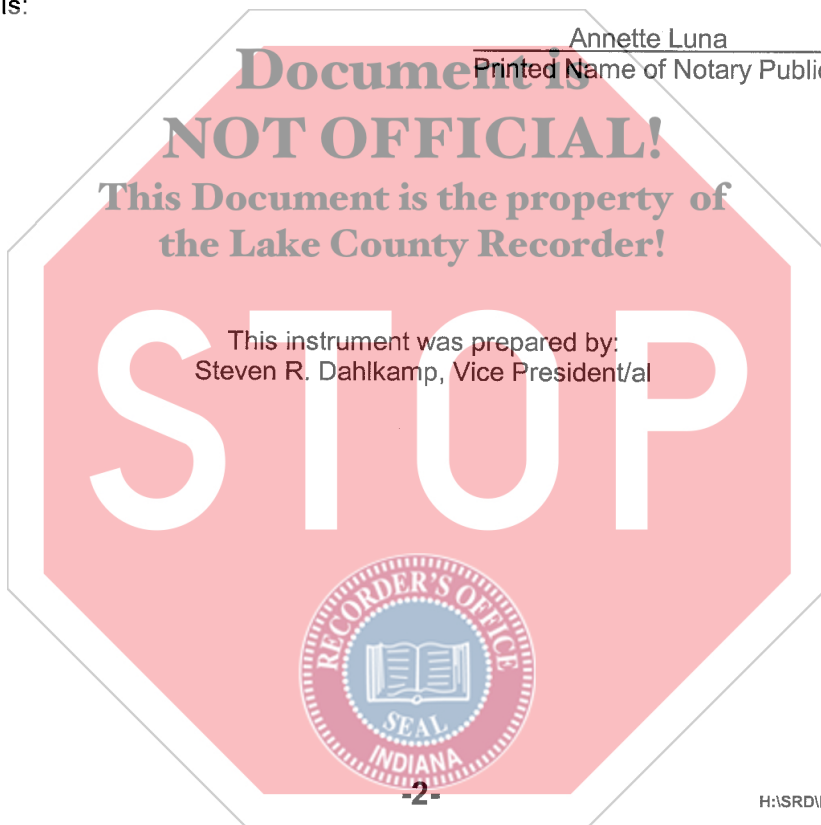 is:
Annette Luna
Printed Name of Notary Public
Document is
NOT OFFICIAL!
This Document is the property of
the Lake County Recorder!
This instrument was prepared by:
Steven R. Dahlkamp, Vice President/al
STOP
RECORDER'S OFFICE
SEAL
INDIANA
-2-
H:\SRD\